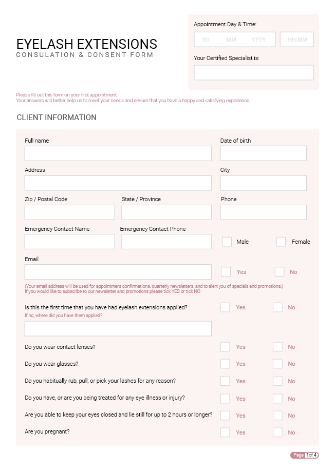 Appointment Day & Time:
DD MM YYYY HH:MM
EYELASH EXTENSIONS
CONSULTATION & CONSENT FORM
Your Certified Specialist is:
Please fill out this form on your first appointment.
Your answers will better help us to meet your needs and ensure that you have a happy and satisfying experience.
CLIENT INFORMATION
Full name Date of birth
Address City
Zip / Postal Code State / Province Phone
Emergency Contact Name Emergency Contact Phone
Male Female
Email
Yes No
(Your email address will be used for appointment confirmations, quarterly newsletters, and to alert you of specials and promotions.)
If you would like to subscribe to our newsletter and promotions please tick YES or tick NO
Is this the first time that you have had eyelash extensions applied? Yes No
If no, where did you have them applied?
Do you wear contact lenses? Yes No
Do you wear glasses? Yes No
Do you habitually rub, pull, or pick your lashes for any reason? Yes No
Do you have, or are you being treated for any eye illness or injury? Yes No
Are you able to keep your eyes closed and lie still for up to 2 hours or longer? Yes No
Are you pregnant? Yes No
Page 1 of 4